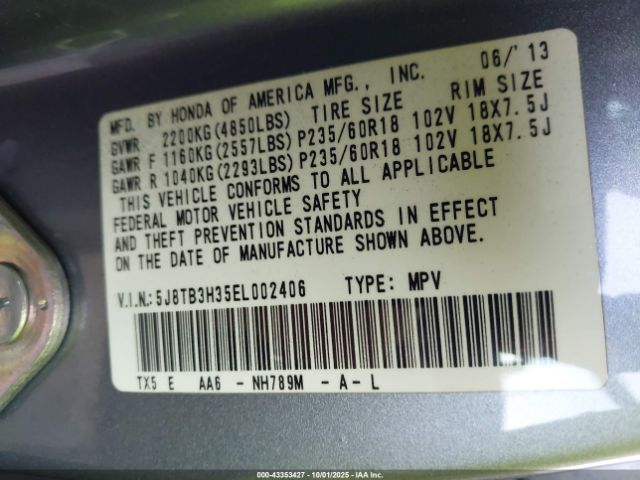 MFD. BY HONDA OF AMERICA MFG., INC. 06/'13
GVWR 2200KG(4850LBS) TIRE SIZE RIM SIZE
GAWR F 1160KG(2557LBS)P235/60R18 102V 18X7.5J
GAWR R 1040KG(2293LBS)P235/60R18 102V 18X7.5J
THIS VEHICLE CONFORMS TO ALL APPLICABLE
FEDERAL MOTOR VEHICLE SAFETY
AND THEFT PREVENTION STANDARDS IN EFFECT
ON THE DATE OF MANUFACTURE SHOWN ABOVE.
V.I.N.:5J8TB3H35EL002406 TYPE: MPV
TX5 E AA6 - NH789M - A - L
000-43353427 - 10/01/2025 - IAA Inc.